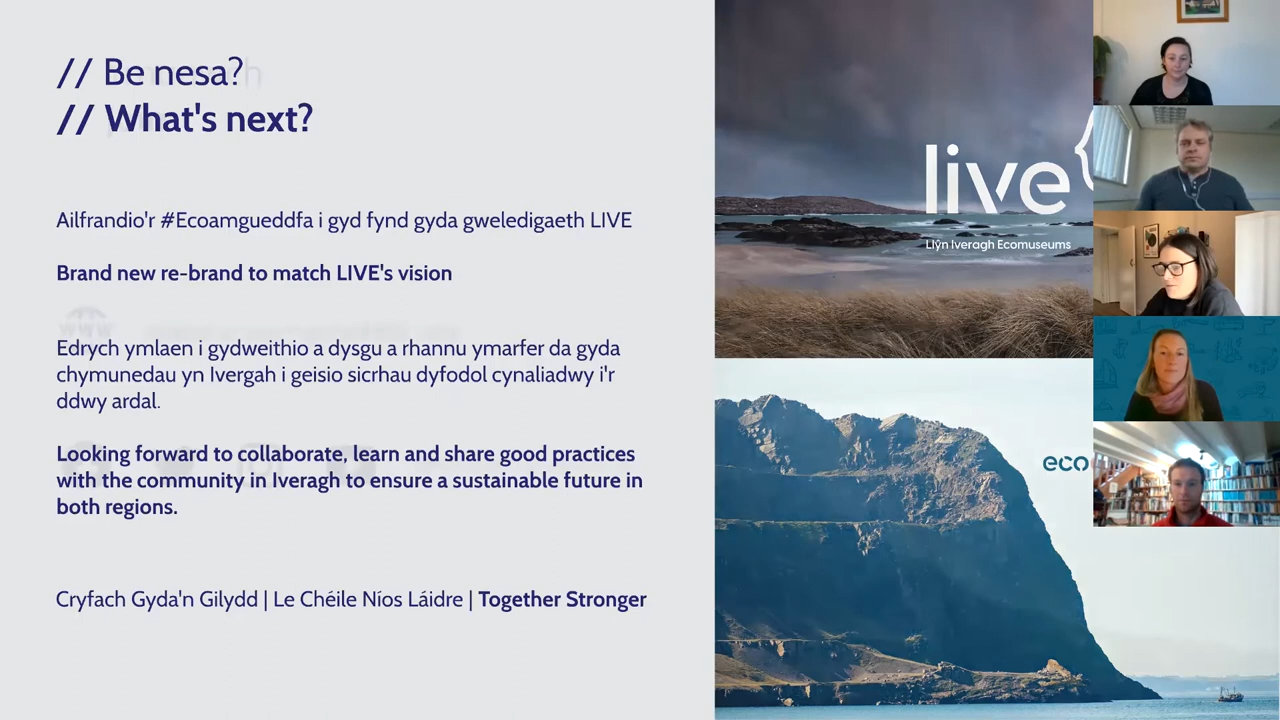 // Be nesa?
// What's next?
Ailfrandio'r #Ecoamgueddfa i gyd fynd gyda gweledigaeth LIVE
Brand new re-brand to match LIVE's vision
Edrych ymlaen i gydweithio a dysgu a rhannu ymarfer da gyda
chymunedau yn Ivergah i geisio sicrhau dyfodol cynaliadwy i'r
ddwy ardal.
Looking forward to collaborate, learn and share good practices
with the community in Iveragh to ensure a sustainable future in
both regions.
Cryfach Gyda'n Gilydd | Le Chéile Níos Láidre | Together Stronger
live {
Llŷn Iveragh Ecomuseums
eco